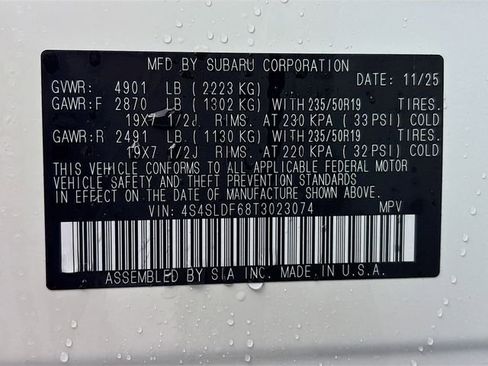 MFD BY SUBARU CORPORATION
DATE: 11/25
GVWR: 4901 LB (2223 KG)
GAWR:F 2870 LB (1302 KG) WITH 235/50R19 TIRES.
19X7 1/2J RIMS. AT 230 KPA (33 PSI) COLD
GAWR:R 2491 LB. (1130 KG) WITH 235/50R19 TIRES.
19X7 1/2J RIMS. AT 220 KPA (32 PSI) COLD
THIS VEHICLE CONFORMS TO ALL APPLICABLE FEDERAL MOTOR
VEHICLE SAFETY AND THEFT PREVENTION STANDARDS
IN EFFECT ON THE DATE OF MANUFACTURE SHOWN ABOVE.
VIN: 4S4SLDF68T3023074 MPV
ASSEMBLED BY SIA INC. MADE IN U.S.A.